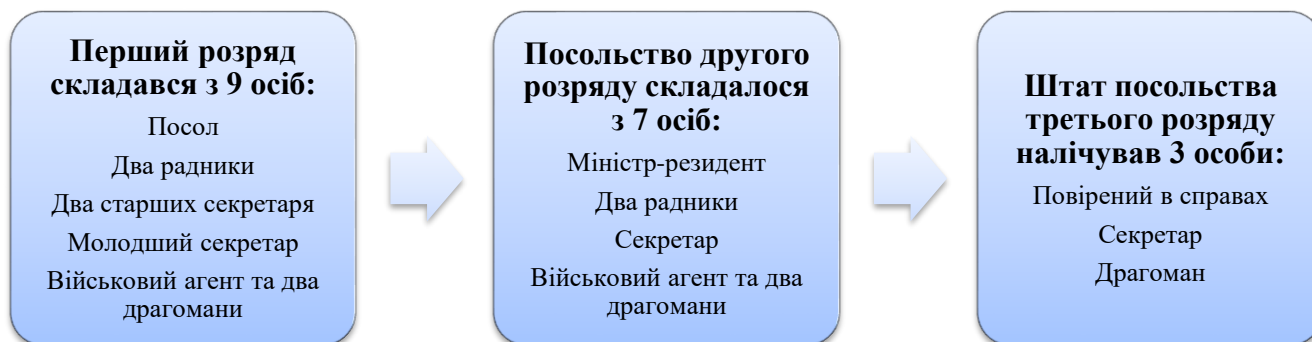 Перший розряд
складався з 9 осіб:
Посол
Два радники
Два старших секретаря
Молодший секретар
Військовий агент та два
драгомани
Посольство другого
розряду складалося
з 7 осіб:
Міністр-резидент
Два радники
Секретар
Військовий агент та два
драгомани
Штат посольства
третього розряду
налічував 3 особи:
Повірений в справах
Секретар
Драгоман